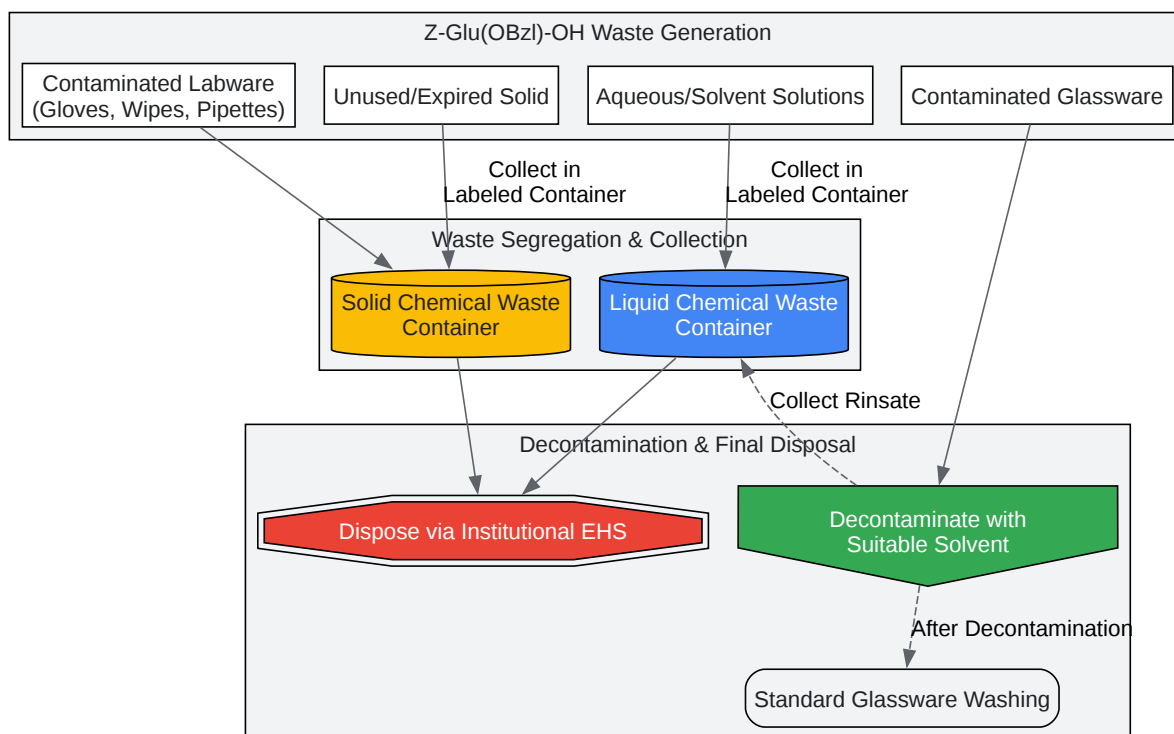 Z-Glu(OBzl)-OH Waste Generation
Contaminated Labware
(Gloves, Wipes, Pipettes)
Unused/Expired Solid
Aqueous/Solvent Solutions
Contaminated Glassware
Collect in
Labeled Container
Collect in
Labeled Container
Waste Segregation & Collection
Solid Chemical Waste
Container
Liquid Chemical Waste
Container
Collect Rinsate
Decontamination & Final Disposal
Dispose via Institutional EHS
Decontaminate with
Suitable Solvent
After Decontamination
Standard Glassware Washing